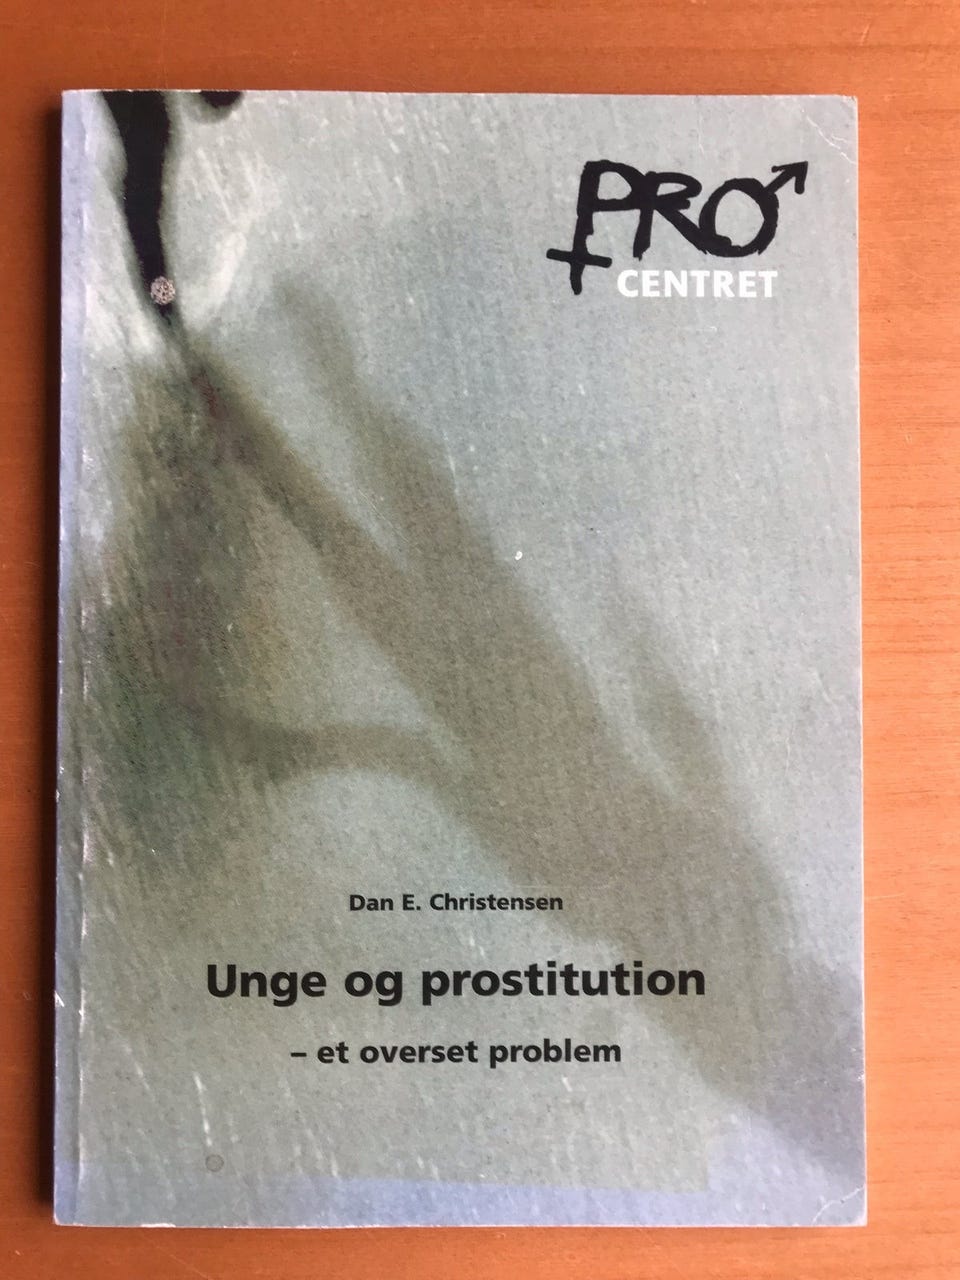 PRO
CENTRET
Dan E. Christensen
Unge og prostitution
– et overset problem